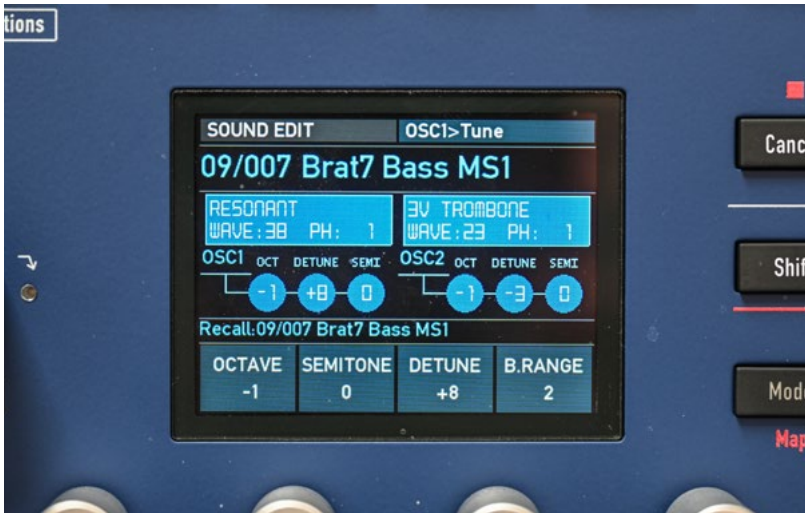 tions
SOUND EDIT OSC1>Tune
09/007 Brat7 Bass MS1
RESONANT 3V TROMBONE
WAVE:38 PH: 1 WAVE:23 PH: 1
OSC1 OCT DETUNE SEMI OSC2 OCT DETUNE SEMI
-1 +8 0 -1 -3 0
Recall:09/007 Brat7 Bass MS1
OCTAVE SEMITONE DETUNE B.RANGE
-1 0 +8 2
Canc
Shif
Mod
Map